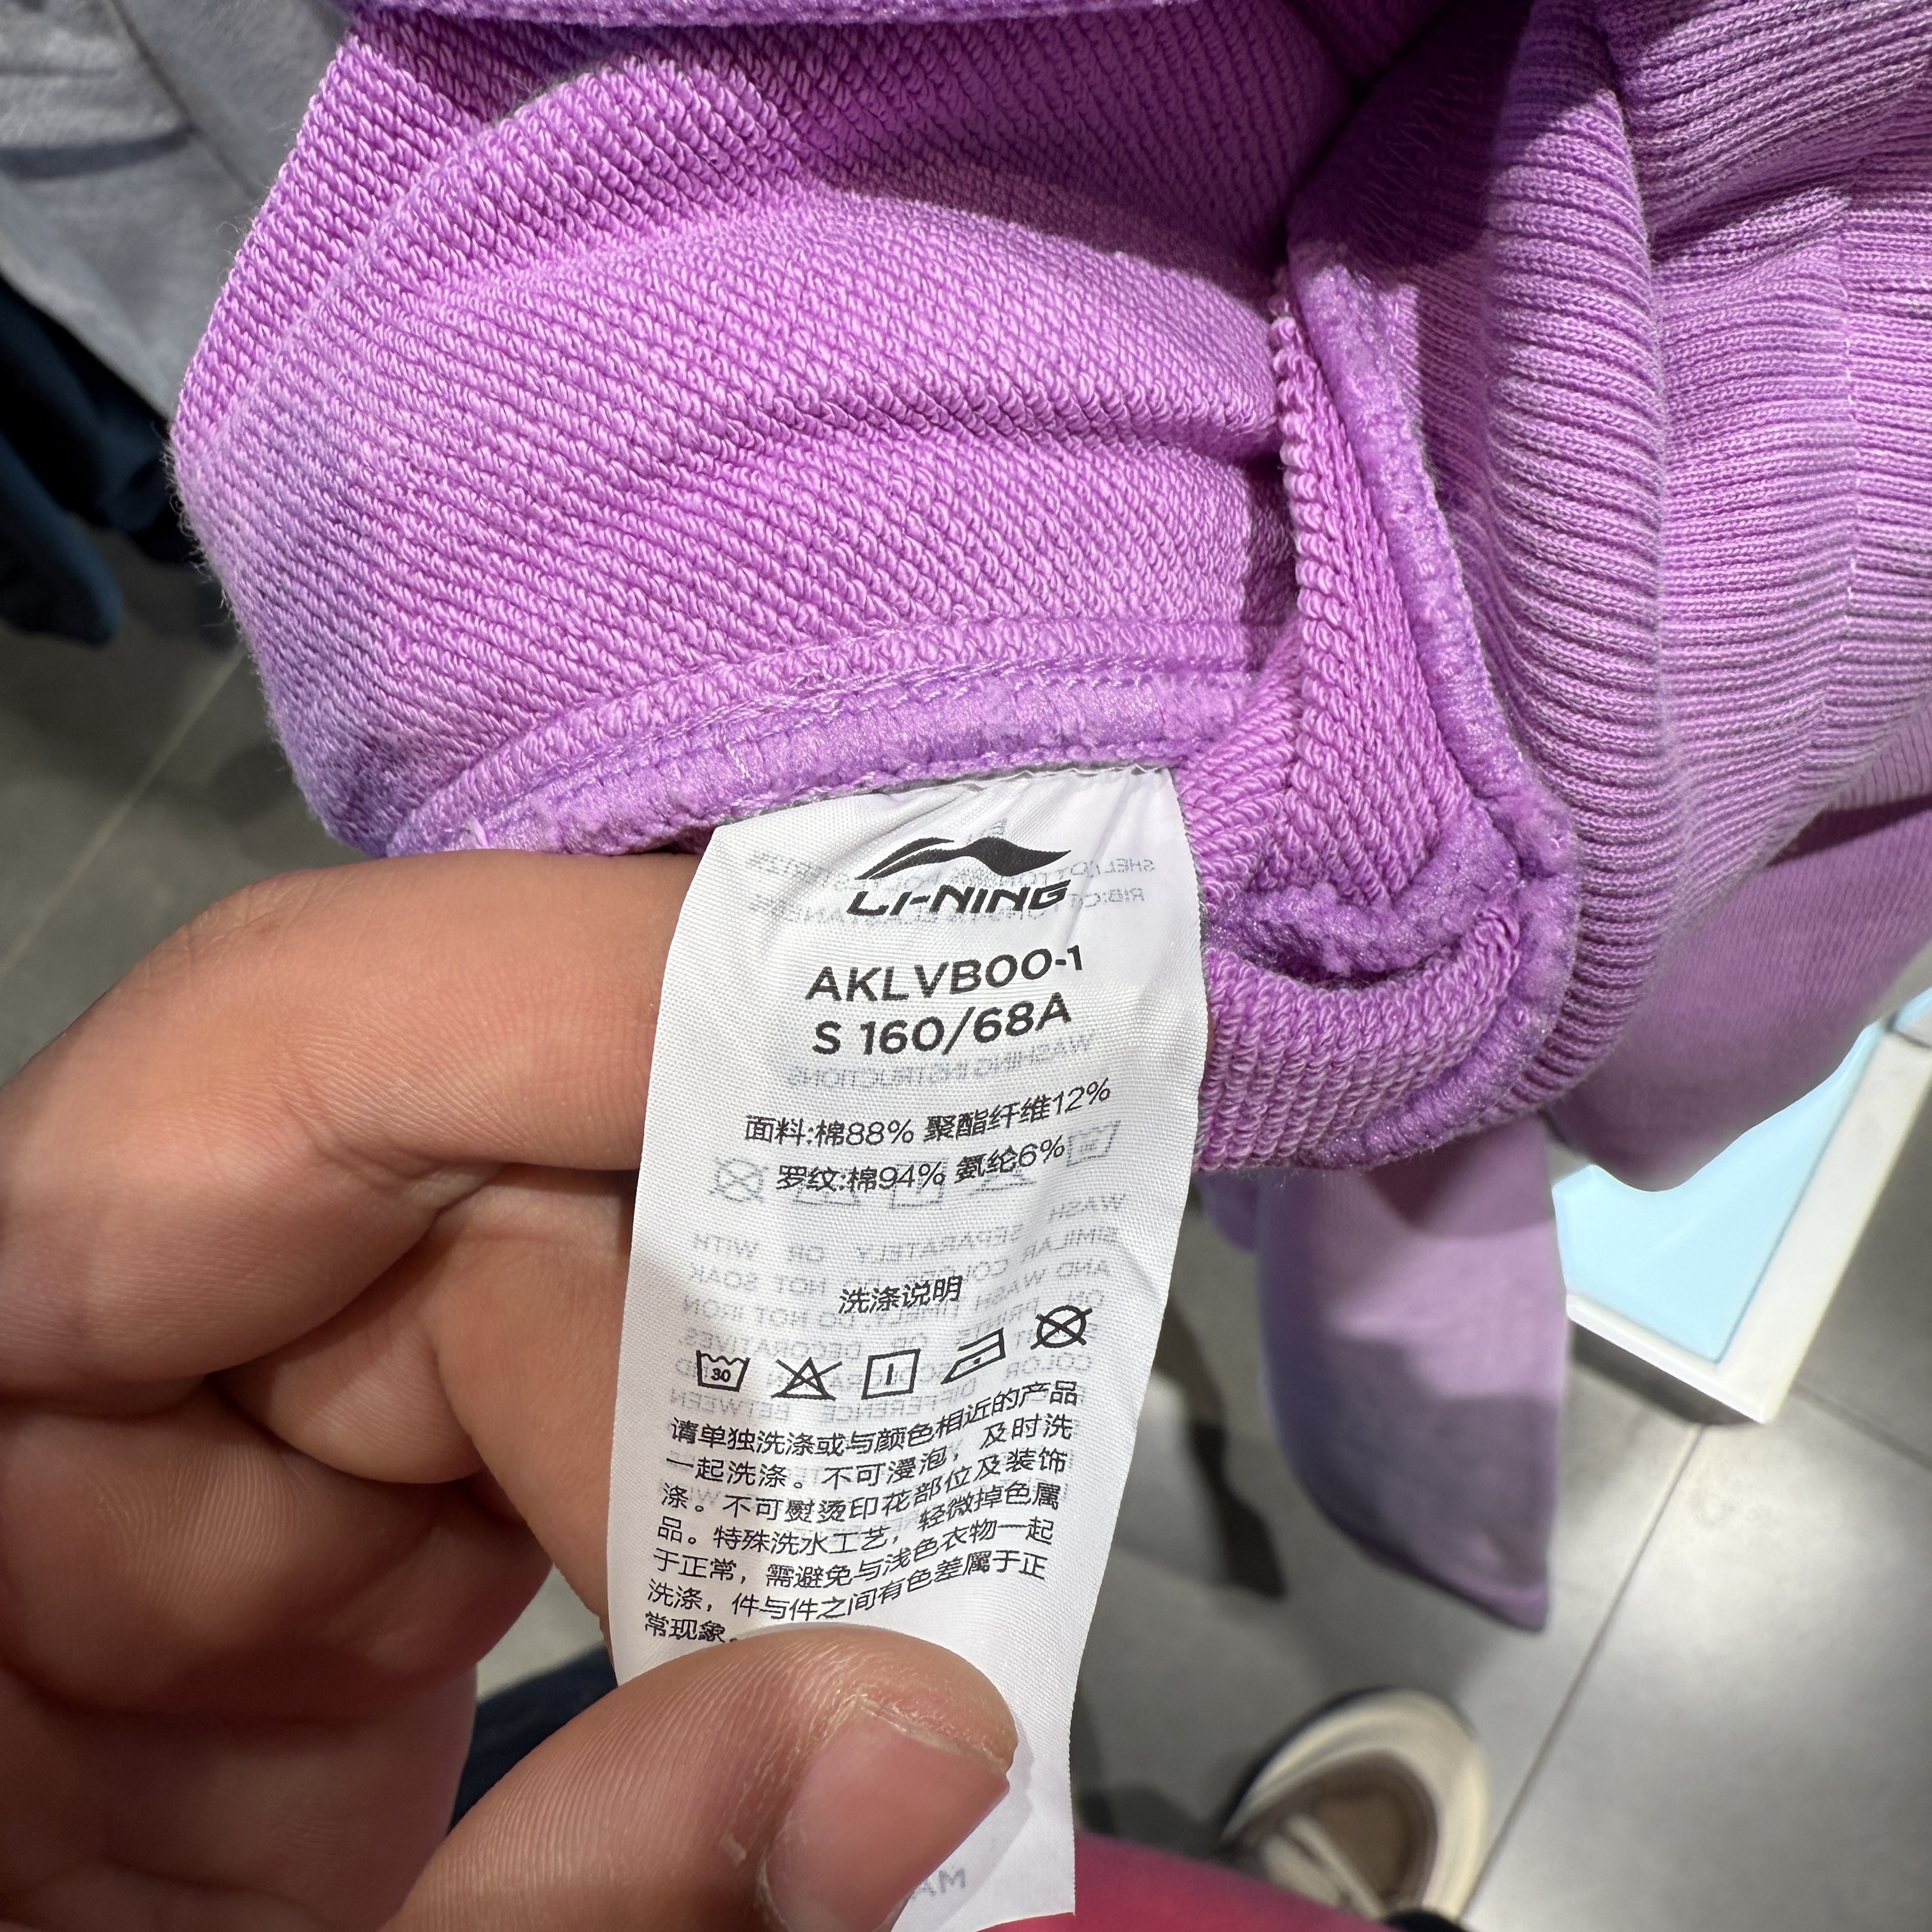 LI-NING
AKLVB00-1
S 160/68A
面料:棉88% 聚酯纤维12%
罗纹:棉94% 氨纶6%
洗涤说明
30
请单独洗涤或与颜色相近的产品
一起洗涤。不可浸泡，及时洗
涤。不可熨烫印花部位及装饰
品。特殊洗水工艺，轻微掉色属
于正常，需避免与浅色衣物一起
洗涤，件与件之间有色差属于正
常现象。